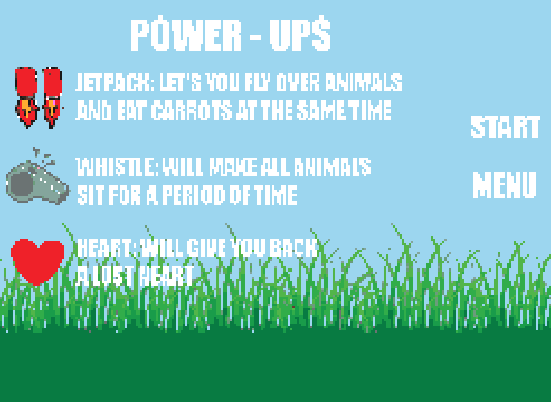 POWER - UPS
JETPACK: LET'S YOU FLY OVER ANIMALS
AND EAT CARROTS AT THE SAME TIME
START
WHISTLE: WILL MAKE ALL ANIMALS
SIT FOR A PERIOD OF TIME
MENU
HEART: WILL GIVE YOU BACK
A LOST HEART